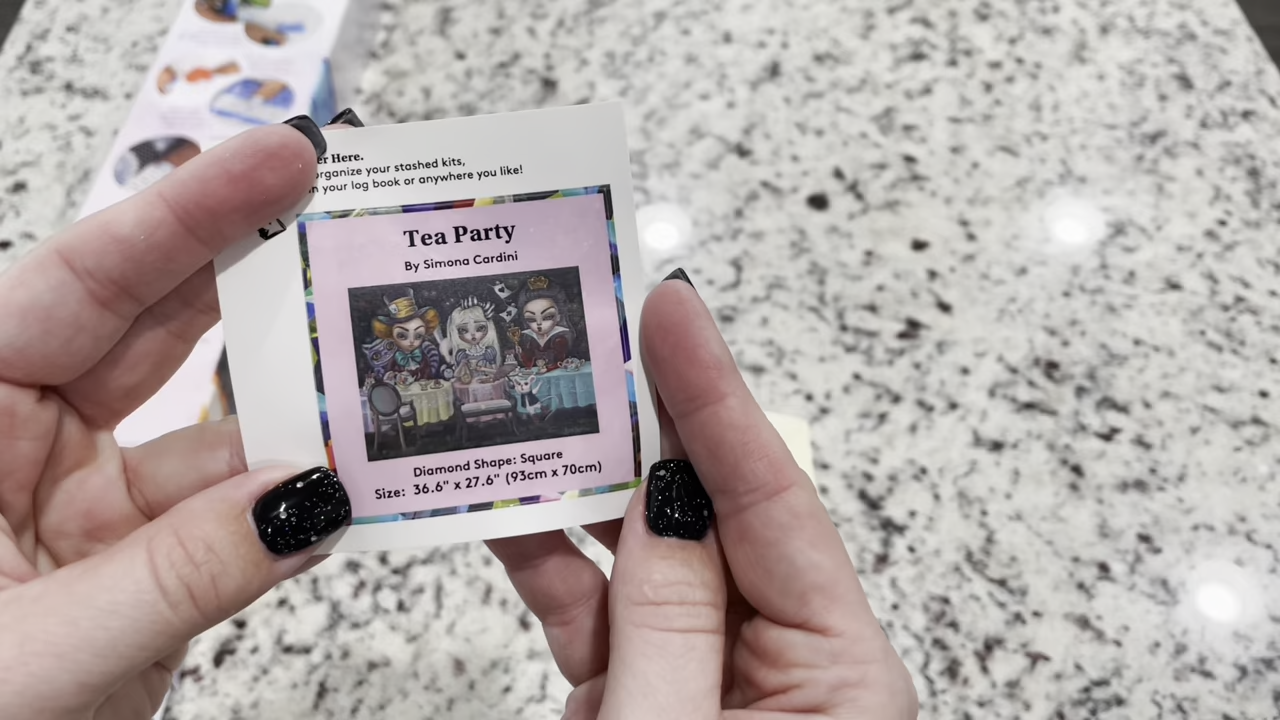 Here.
organize your stashed kits,
your log book or anywhere you like!
Tea Party
By Simona Cardini
Diamond Shape: Square
Size: 36.6" x 27.6" (93cm x 70cm)